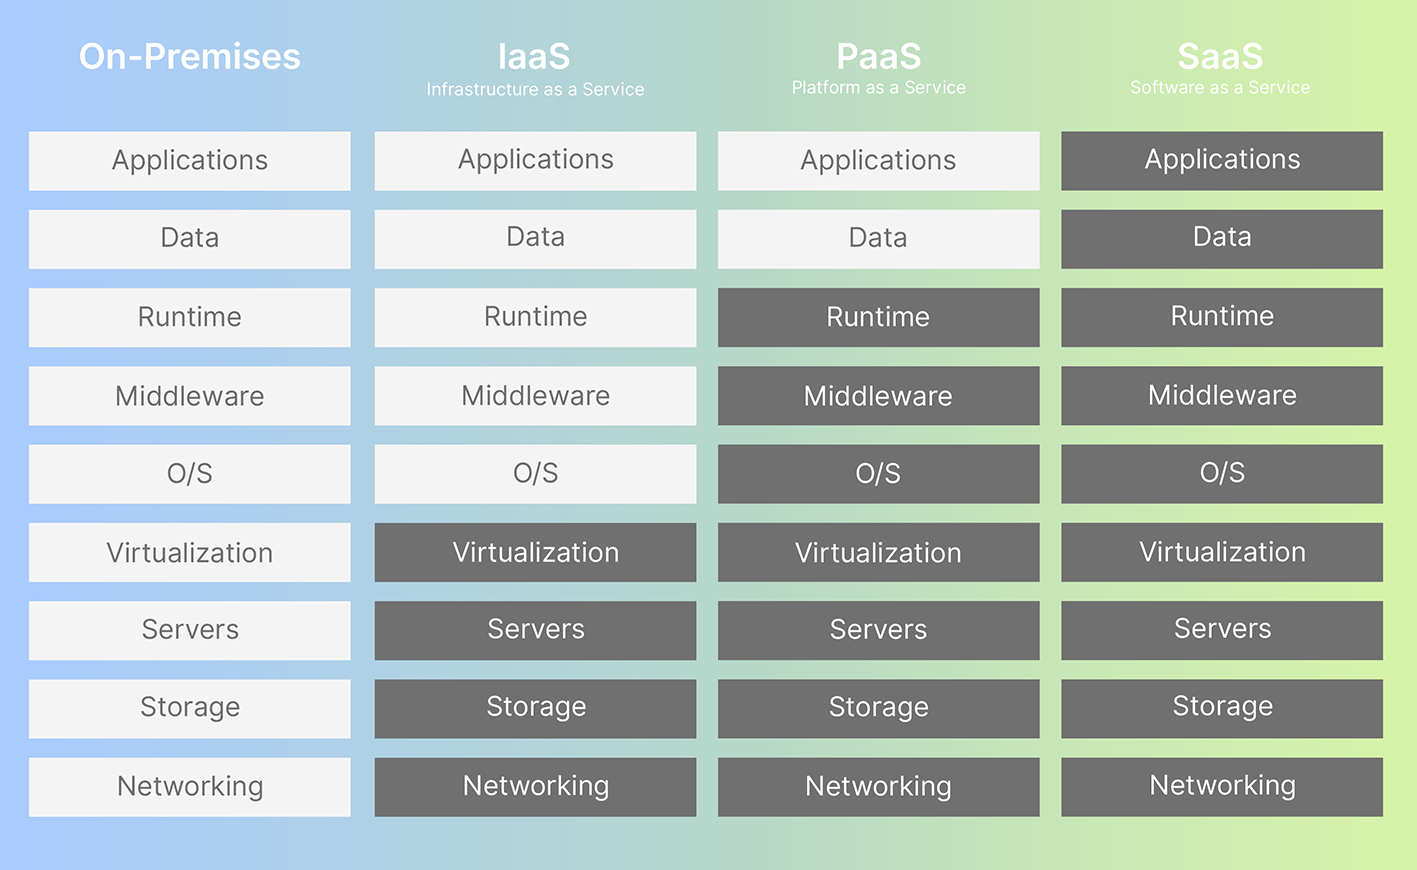 On-Premises
IaaS
Infrastructure as a Service
PaaS
Platform as a Service
SaaS
Software as a Service
Applications
Applications
Applications
Applications
Data
Data
Data
Data
Runtime
Runtime
Runtime
Runtime
Middleware
Middleware
Middleware
Middleware
O/S
O/S
O/S
O/S
Virtualization
Virtualization
Virtualization
Virtualization
Servers
Servers
Servers
Servers
Storage
Storage
Storage
Storage
Networking
Networking
Networking
Networking